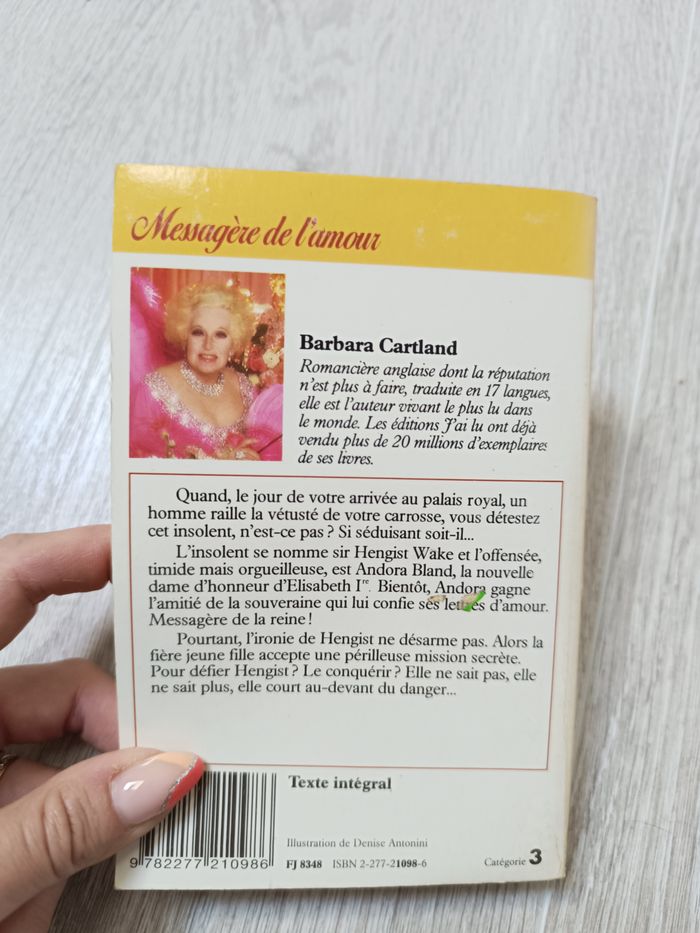 Messagère de l'amour
Barbara Cartland
Romancière anglaise dont la réputation
n'est plus à faire, traduite en 17 langues,
elle est l'auteur vivant le plus lu dans
le monde. Les éditions J'ai lu ont déjà
vendu plus de 20 millions d'exemplaires
de ses livres.
Quand, le jour de votre arrivée au palais royal, un
homme raille la vétusté de votre carrosse, vous détestez
cet insolent, n'est-ce pas ? Si séduisant soit-il...
L'insolent se nomme sir Hengist Wake et l'offensée,
timide mais orgueilleuse, est Andora Bland, la nouvelle
dame d'honneur d'Elisabeth Ire. Bientôt, Andora gagne
l'amitié de la souveraine qui lui confie ses lettres d'amour.
Messagère de la reine !
Pourtant, l'ironie de Hengist ne désarme pas. Alors la
fière jeune fille accepte une périlleuse mission secrète.
Pour défier Hengist ? Le conquérir ? Elle ne sait pas, elle
ne sait plus, elle court au-devant du danger...
Texte intégral
Illustration de Denise Antonini
9 782277 210986
FJ 8348 ISBN 2-277-21098-6
Catégorie 3